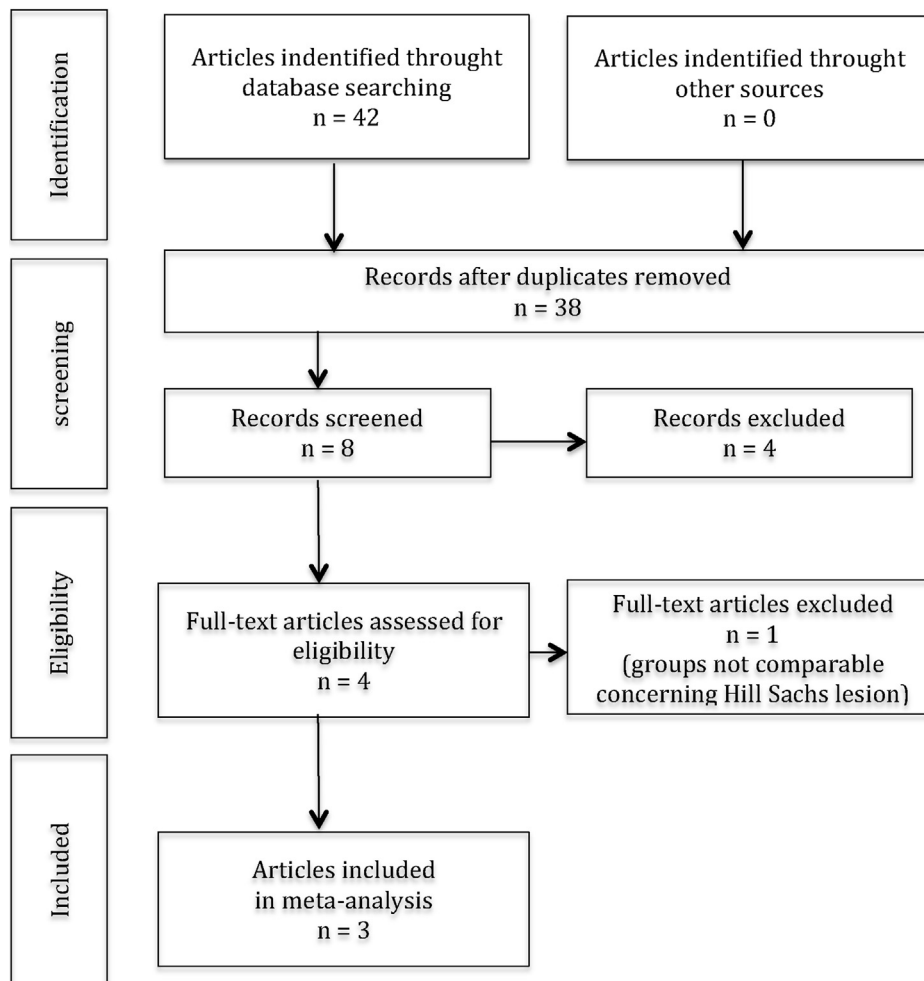 Identification
Articles indentified throught
database searching
n = 42
Articles indentified throught
other sources
n = 0
screening
Records after duplicates removed
n = 38
Records screened
n = 8
Records excluded
n = 4
Eligibility
Full-text articles assessed for
eligibility
n = 4
Full-text articles excluded
n = 1
(groups not comparable
concerning Hill Sachs lesion)
Included
Articles included
in meta-analysis
n = 3